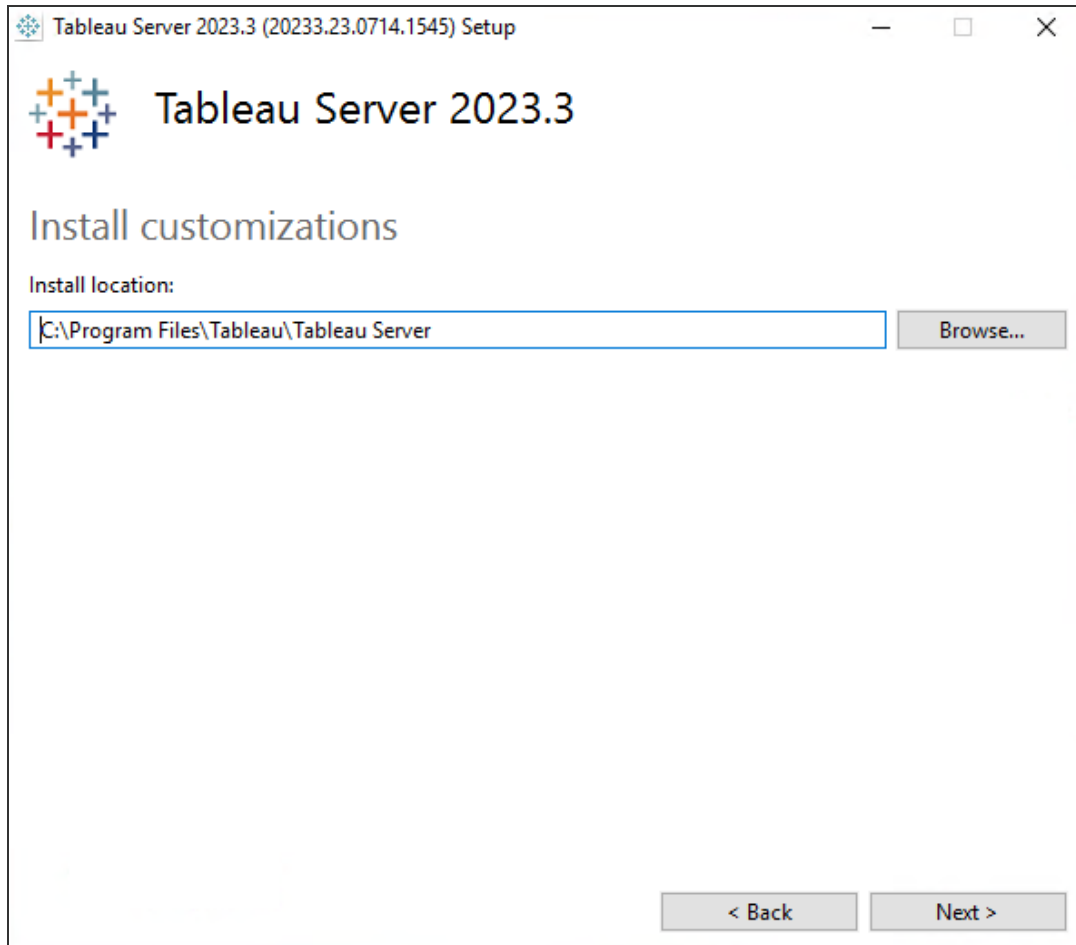 Tableau Server 2023.3 (20233.23.0714.1545) Setup
Tableau Server 2023.3
Install customizations
Install location:
C:\Program Files\Tableau\Tableau Server
Browse...
< Back
Next >